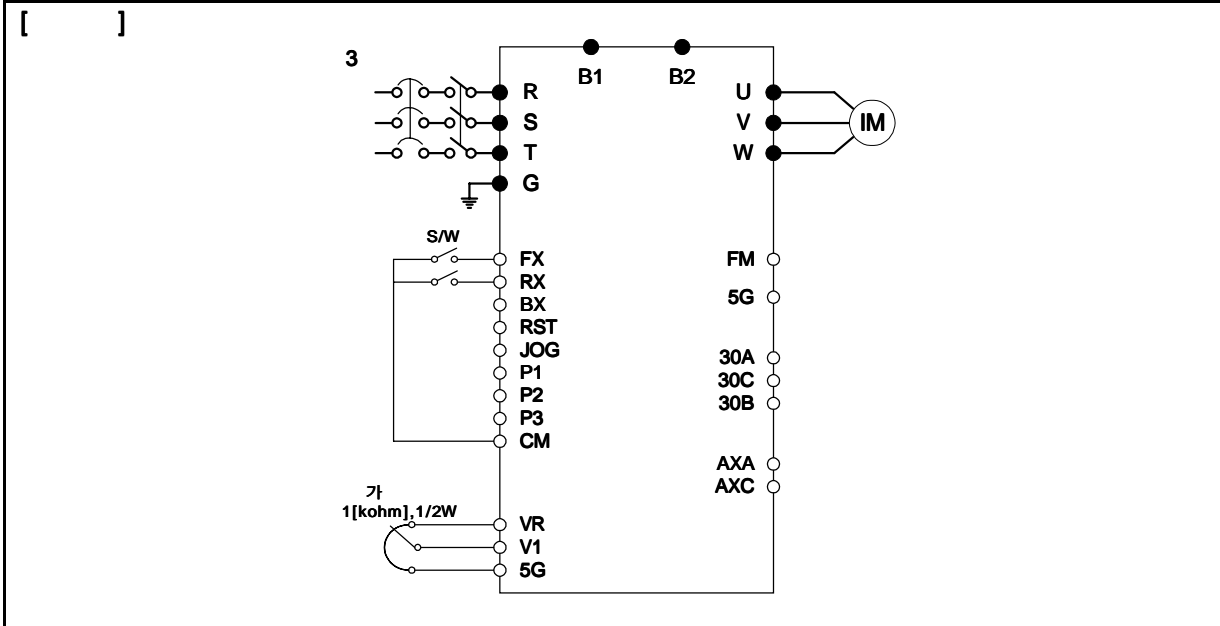 [ ]
3
B1 B2
R
S
T
G
U
V
W
IM
S/W
FX
RX
BX
RST
JOG
P1
P2
P3
CM
FM
5G
30A
30C
30B
AXA
AXC
가
1[kohm],1/2W
VR
V1
5G